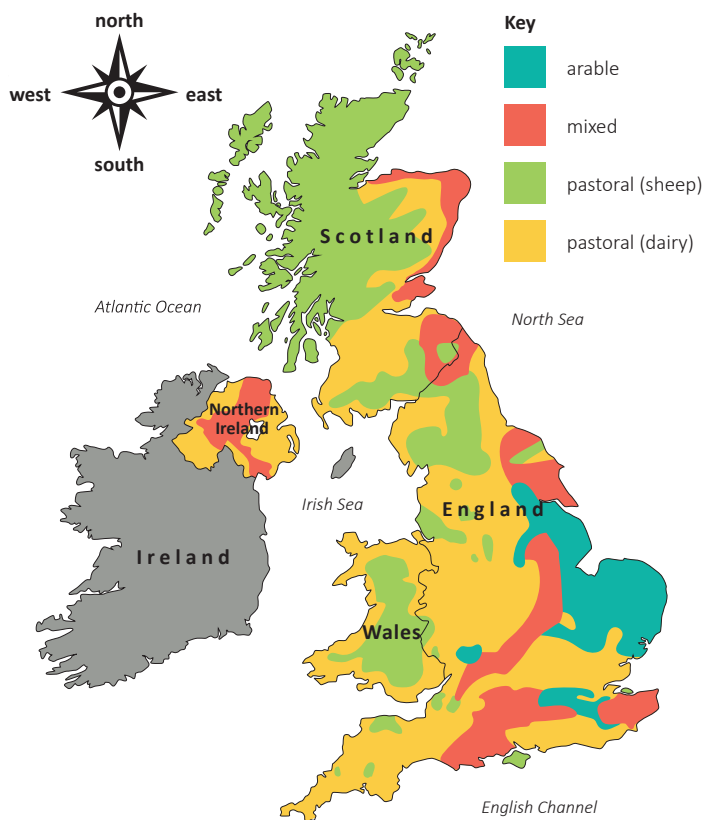 north
west
east
south
Key
arable
mixed
pastoral (sheep)
pastoral (dairy)
Scotland
Atlantic Ocean
North Sea
Northern
Ireland
Irish Sea
England
Ireland
Wales
English Channel